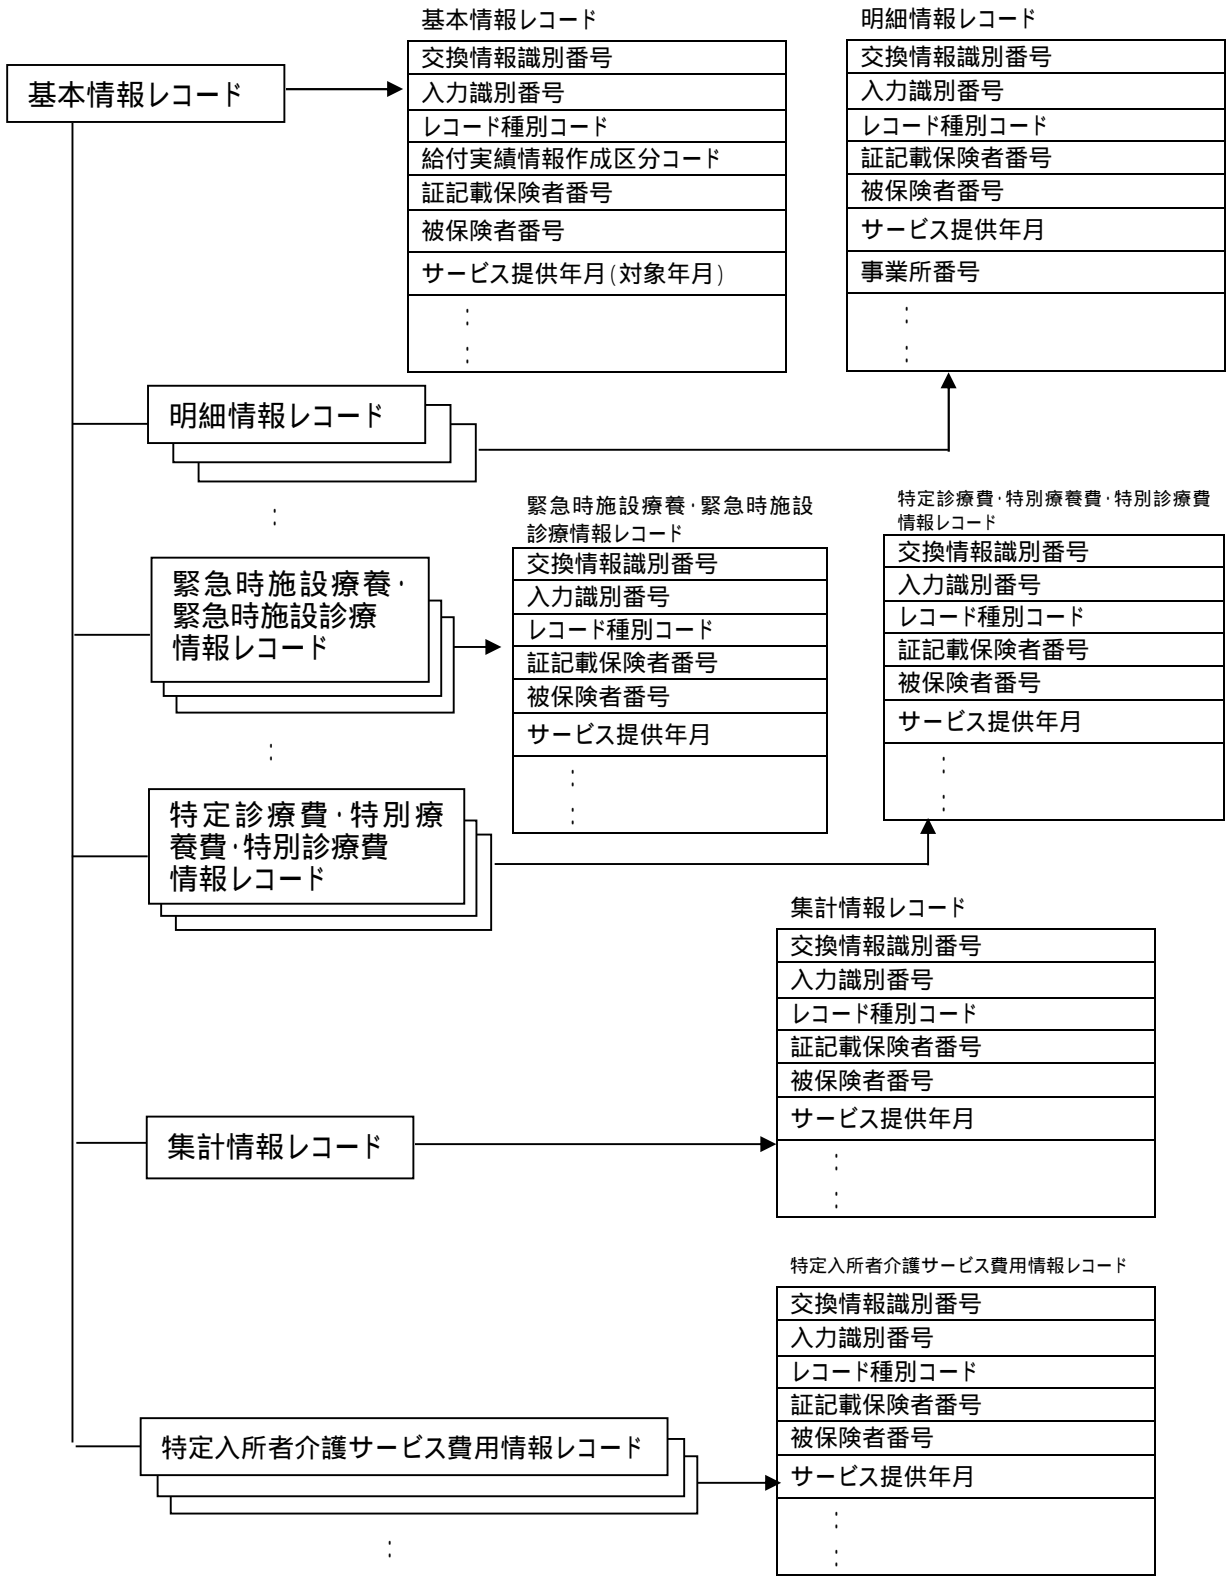 基本情報レコード
基本情報レコード
交換情報識別番号
入力識別番号
レコード種別コード
給付実績情報作成区分コード
証記載保険者番号
被保険者番号
サービス提供年月(対象年月)
:
:
明細情報レコード
交換情報識別番号
入力識別番号
レコード種別コード
証記載保険者番号
被保険者番号
サービス提供年月
事業所番号
:
:
明細情報レコード
:
緊急時施設療養・
緊急時施設診療
情報レコード
:
緊急時施設療養・緊急時施設
診療情報レコード
交換情報識別番号
入力識別番号
レコード種別コード
証記載保険者番号
被保険者番号
サービス提供年月
:
:
特定診療費・特別療養費・特別診療費
情報レコード
交換情報識別番号
入力識別番号
レコード種別コード
証記載保険者番号
被保険者番号
サービス提供年月
:
:
特定診療費・特別療
養費・特別診療費
情報レコード
集計情報レコード
交換情報識別番号
入力識別番号
レコード種別コード
証記載保険者番号
被保険者番号
サービス提供年月
:
:
集計情報レコード
特定入所者介護サービス費用情報レコード
交換情報識別番号
入力識別番号
レコード種別コード
証記載保険者番号
被保険者番号
サービス提供年月
:
:
特定入所者介護サービス費用情報レコード
: